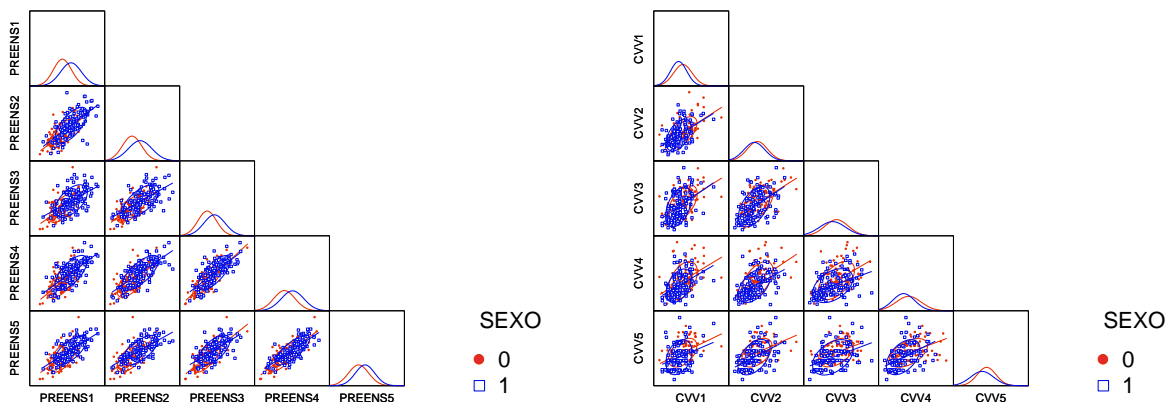 PREENS1
PREENS2
PREENS3
PREENS4
PREENS5
PREENS1 PREENS2 PREENS3 PREENS4 PREENS5
SEXO
0
1
CVV1
CVV2
CVV3
CVV4
CVV5
CVV1 CVV2 CVV3 CVV4 CVV5
SEXO
0
1